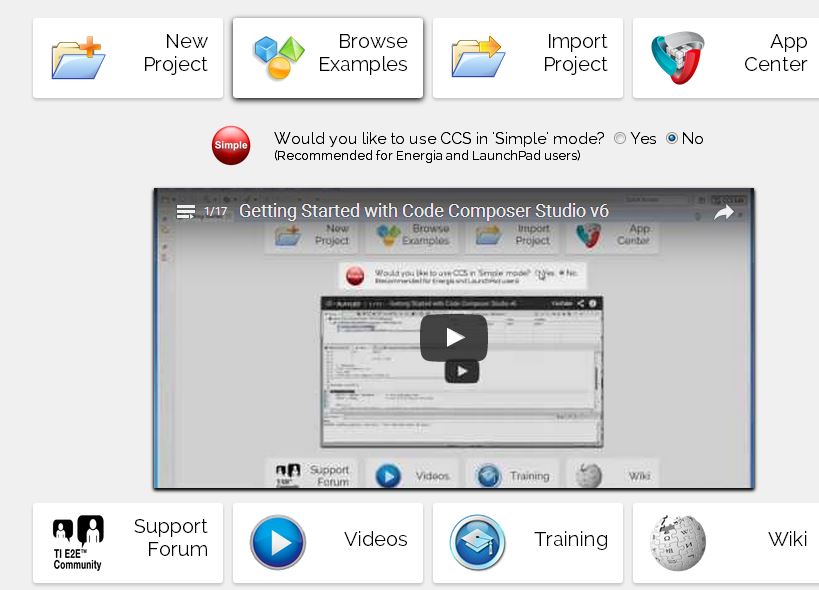 New
Project
Browse
Examples
Import
Project
App
Center
Simple
Would you like to use CCS in 'Simple' mode? Yes No
(Recommended for Energia and LaunchPad users)
1/17 Getting Started with Code Composer Studio v6
New
Project
Browse
Examples
Import
Project
App
Center
Would you like to use CCS in 'Simple' mode? Yes No
(Recommended for Energia and LaunchPad users)
Getting Started with Code Composer Studio v6
Support
Forum
Videos
Training
Wiki
TI E2E™
Community
Support
Forum
Videos
Training
Wiki